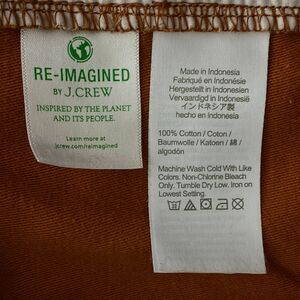 RE-IMAGINED
BY J.CREW
INSPIRED BY THE PLANET
AND ITS PEOPLE.
Learn more at
jcrew.com/reimagined
Made in Indonesia
Fabriqué en Indonésie
Hergestellt in Indonesien
Vervaardigd in Indonesië
インドネシア製
hecho en Indonesia
100% Cotton / Coton /
Baumwolle / Katoen / 綿 /
algodón
Machine Wash Cold With Like
Colors. Non-Chlorine Bleach
Only. Tumble Dry Low. Iron on
Lowest Setting.